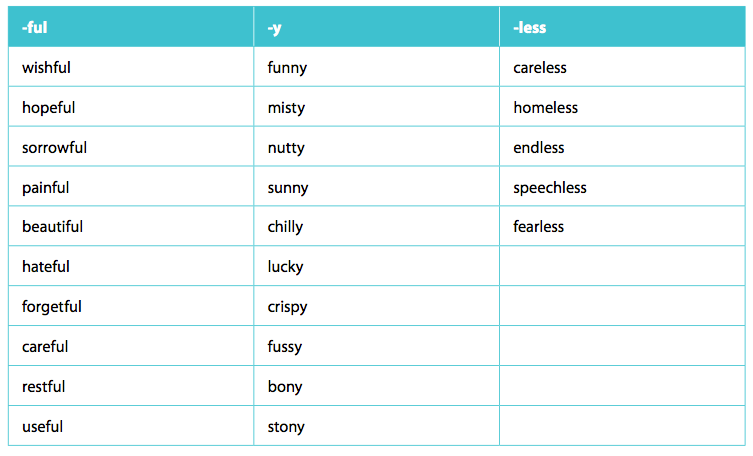 -ful -y -less
wishful funny careless
hopeful misty homeless
sorrowful nutty endless
painful sunny speechless
beautiful chilly fearless
hateful lucky
forgetful crispy
careful fussy
restful bony
useful stony